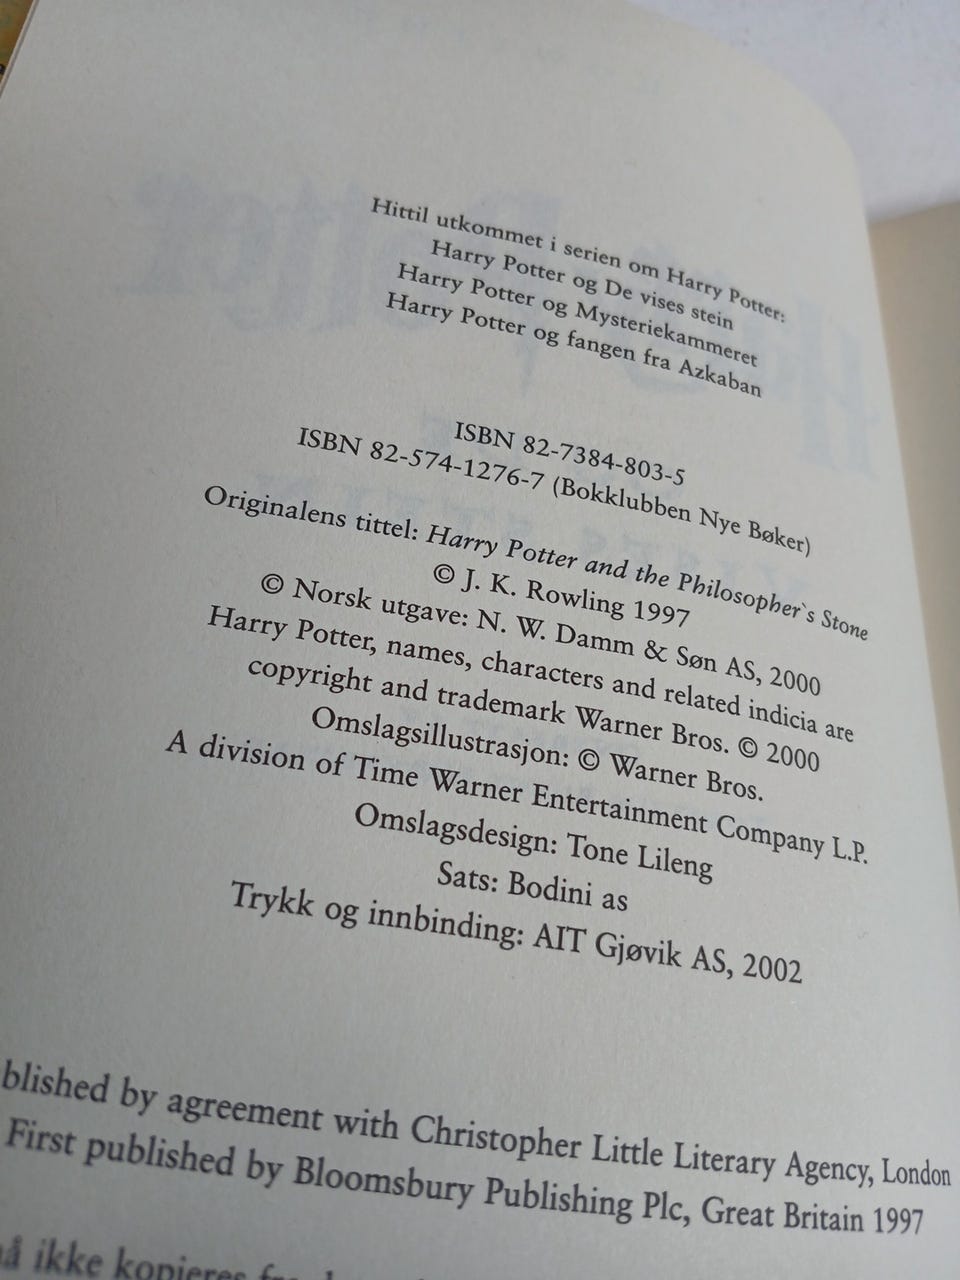 Hittil utkommet i serien om Harry Potter:
Harry Potter og De vises stein
Harry Potter og Mysteriekammeret
Harry Potter og fangen fra Azkaban
ISBN 82-7384-803-5
ISBN 82-574-1276-7 (Bokklubben Nye Bøker)
Originalens tittel: Harry Potter and the Philosopher`s Stone
© J. K. Rowling 1997
© Norsk utgave: N. W. Damm & Søn AS, 2000
Harry Potter, names, characters and related indicia are
copyright and trademark Warner Bros. © 2000
Omslagsillustrasjon: © Warner Bros.
A division of Time Warner Entertainment Company L.P.
Omslagsdesign: Tone Lileng
Sats: Bodini as
Trykk og innbinding: AIT Gjøvik AS, 2002
blished by agreement with Christopher Little Literary Agency, London
First published by Bloomsbury Publishing Plc, Great Britain 1997
å ikke kopieres